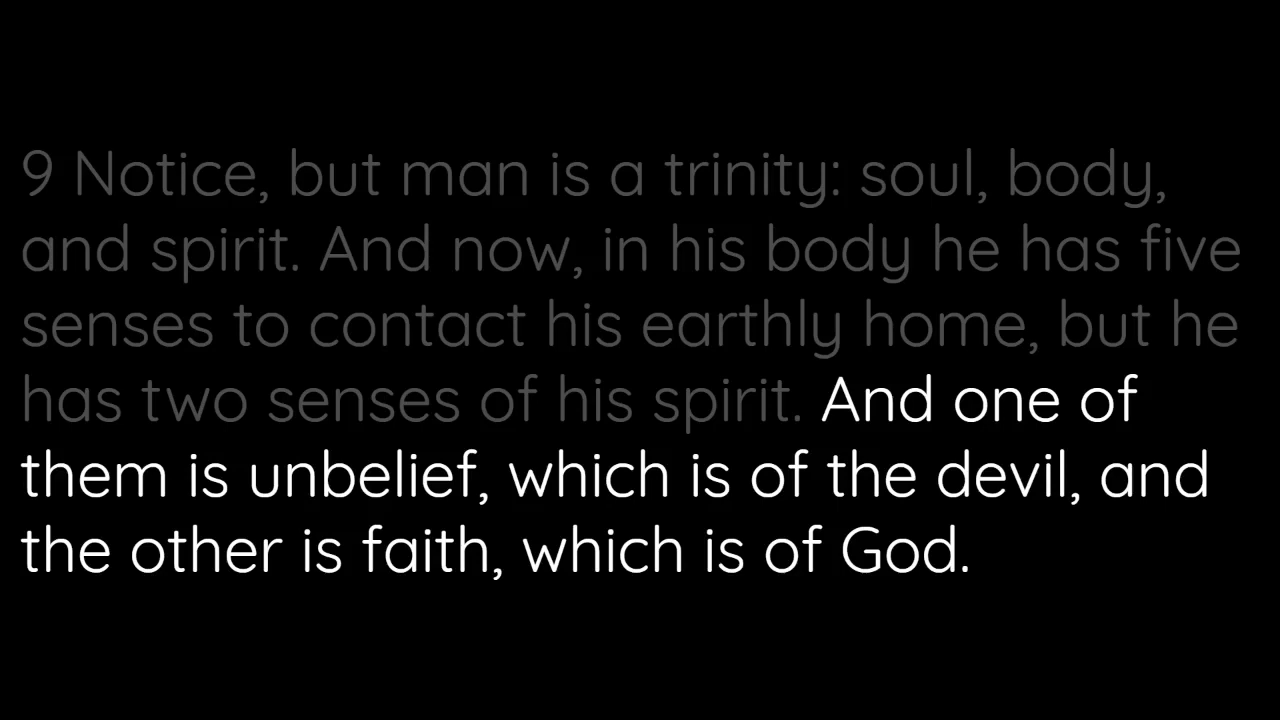 9 Notice, but man is a trinity: soul, body,
and spirit. And now, in his body he has five
senses to contact his earthly home, but he
has two senses of his spirit. And one of
them is unbelief, which is of the devil, and
the other is faith, which is of God.